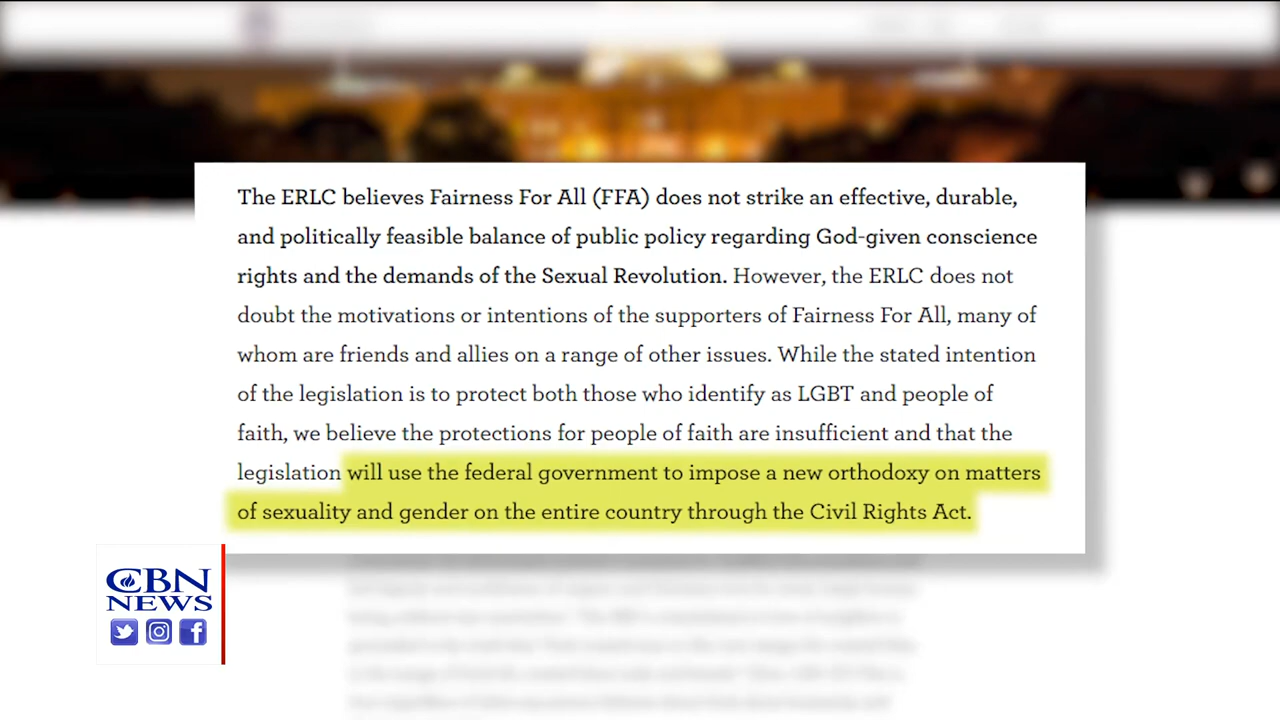 The ERLC believes Fairness For All (FFA) does not strike an effective, durable,
and politically feasible balance of public policy regarding God-given conscience
rights and the demands of the Sexual Revolution. However, the ERLC does not
doubt the motivations or intentions of the supporters of Fairness For All, many of
whom are friends and allies on a range of other issues. While the stated intention
of the legislation is to protect both those who identify as LGBT and people of
faith, we believe the protections for people of faith are insufficient and that the
legislation will use the federal government to impose a new orthodoxy on matters
of sexuality and gender on the entire country through the Civil Rights Act.
CBN
NEWS